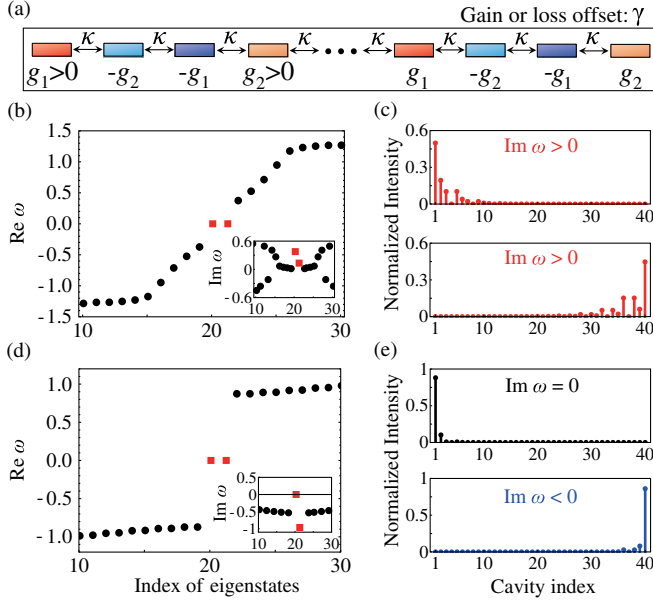 (a)
Gain or loss offset: γ
κ κ κ κ κ κ κ κ
g₁>0 -g₂ -g₁ g₂>0 • • • g₁ -g₂ -g₁ g₂
(b)
Re ω
1.5
1.0
0.5
0.0
-0.5
-1.0
-1.5
10 20 30
Im ω
0.6
0
-0.6
10 20 30
(c)
Normalized Intensity
0.6
0.3
0
Im ω > 0
1 10 20 30 40
0.6
0.3
0
Im ω > 0
1 10 20 30 40
(d)
Re ω
1.0
0.0
-1.0
10 20 30
Index of eigenstates
Im ω
0.5
0
-0.5
-1
10 20 30
(e)
Normalized Intensity
1
0.5
0
Im ω = 0
1 10 20 30 40
1
0.5
0
Im ω < 0
1 10 20 30 40
Cavity index